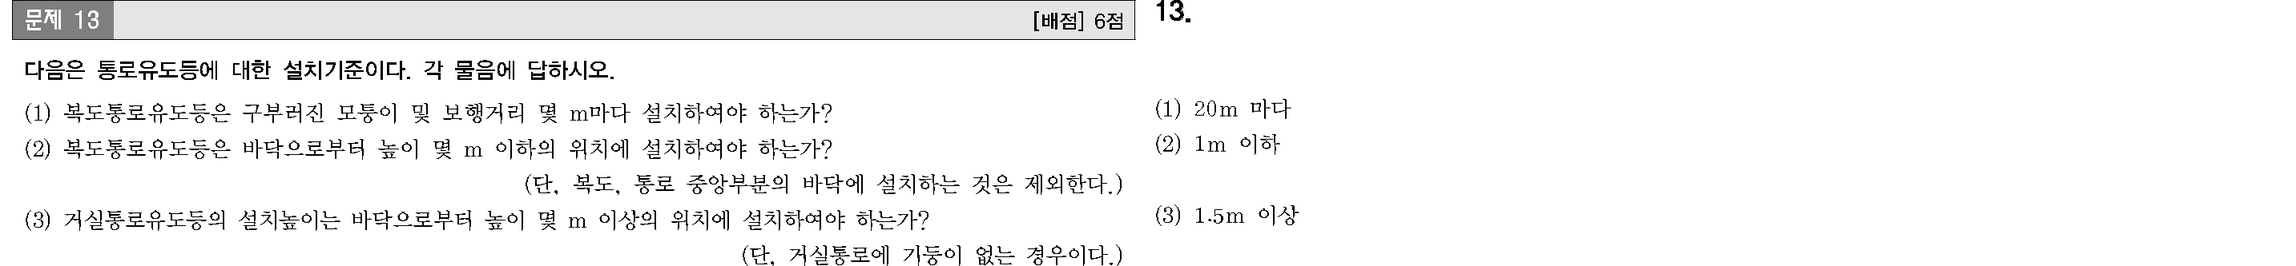 문제 13
[배점] 6점
다음은 통로유도등에 대한 설치기준이다. 각 물음에 답하시오.
(1) 복도통로유도등은 구부러진 모퉁이 및 보행거리 몇 m마다 설치하여야 하는가?
(2) 복도통로유도등은 바닥으로부터 높이 몇 m 이하의 위치에 설치하여야 하는가?
(단, 복도, 통로 중앙부분의 바닥에 설치하는 것은 제외한다.)
(3) 거실통로유도등의 설치높이는 바닥으로부터 높이 몇 m 이상의 위치에 설치하여야 하는가?
(단, 거실통로에 기둥이 없는 경우이다.)
13.
(1) 20m 마다
(2) 1m 이하
(3) 1.5m 이상